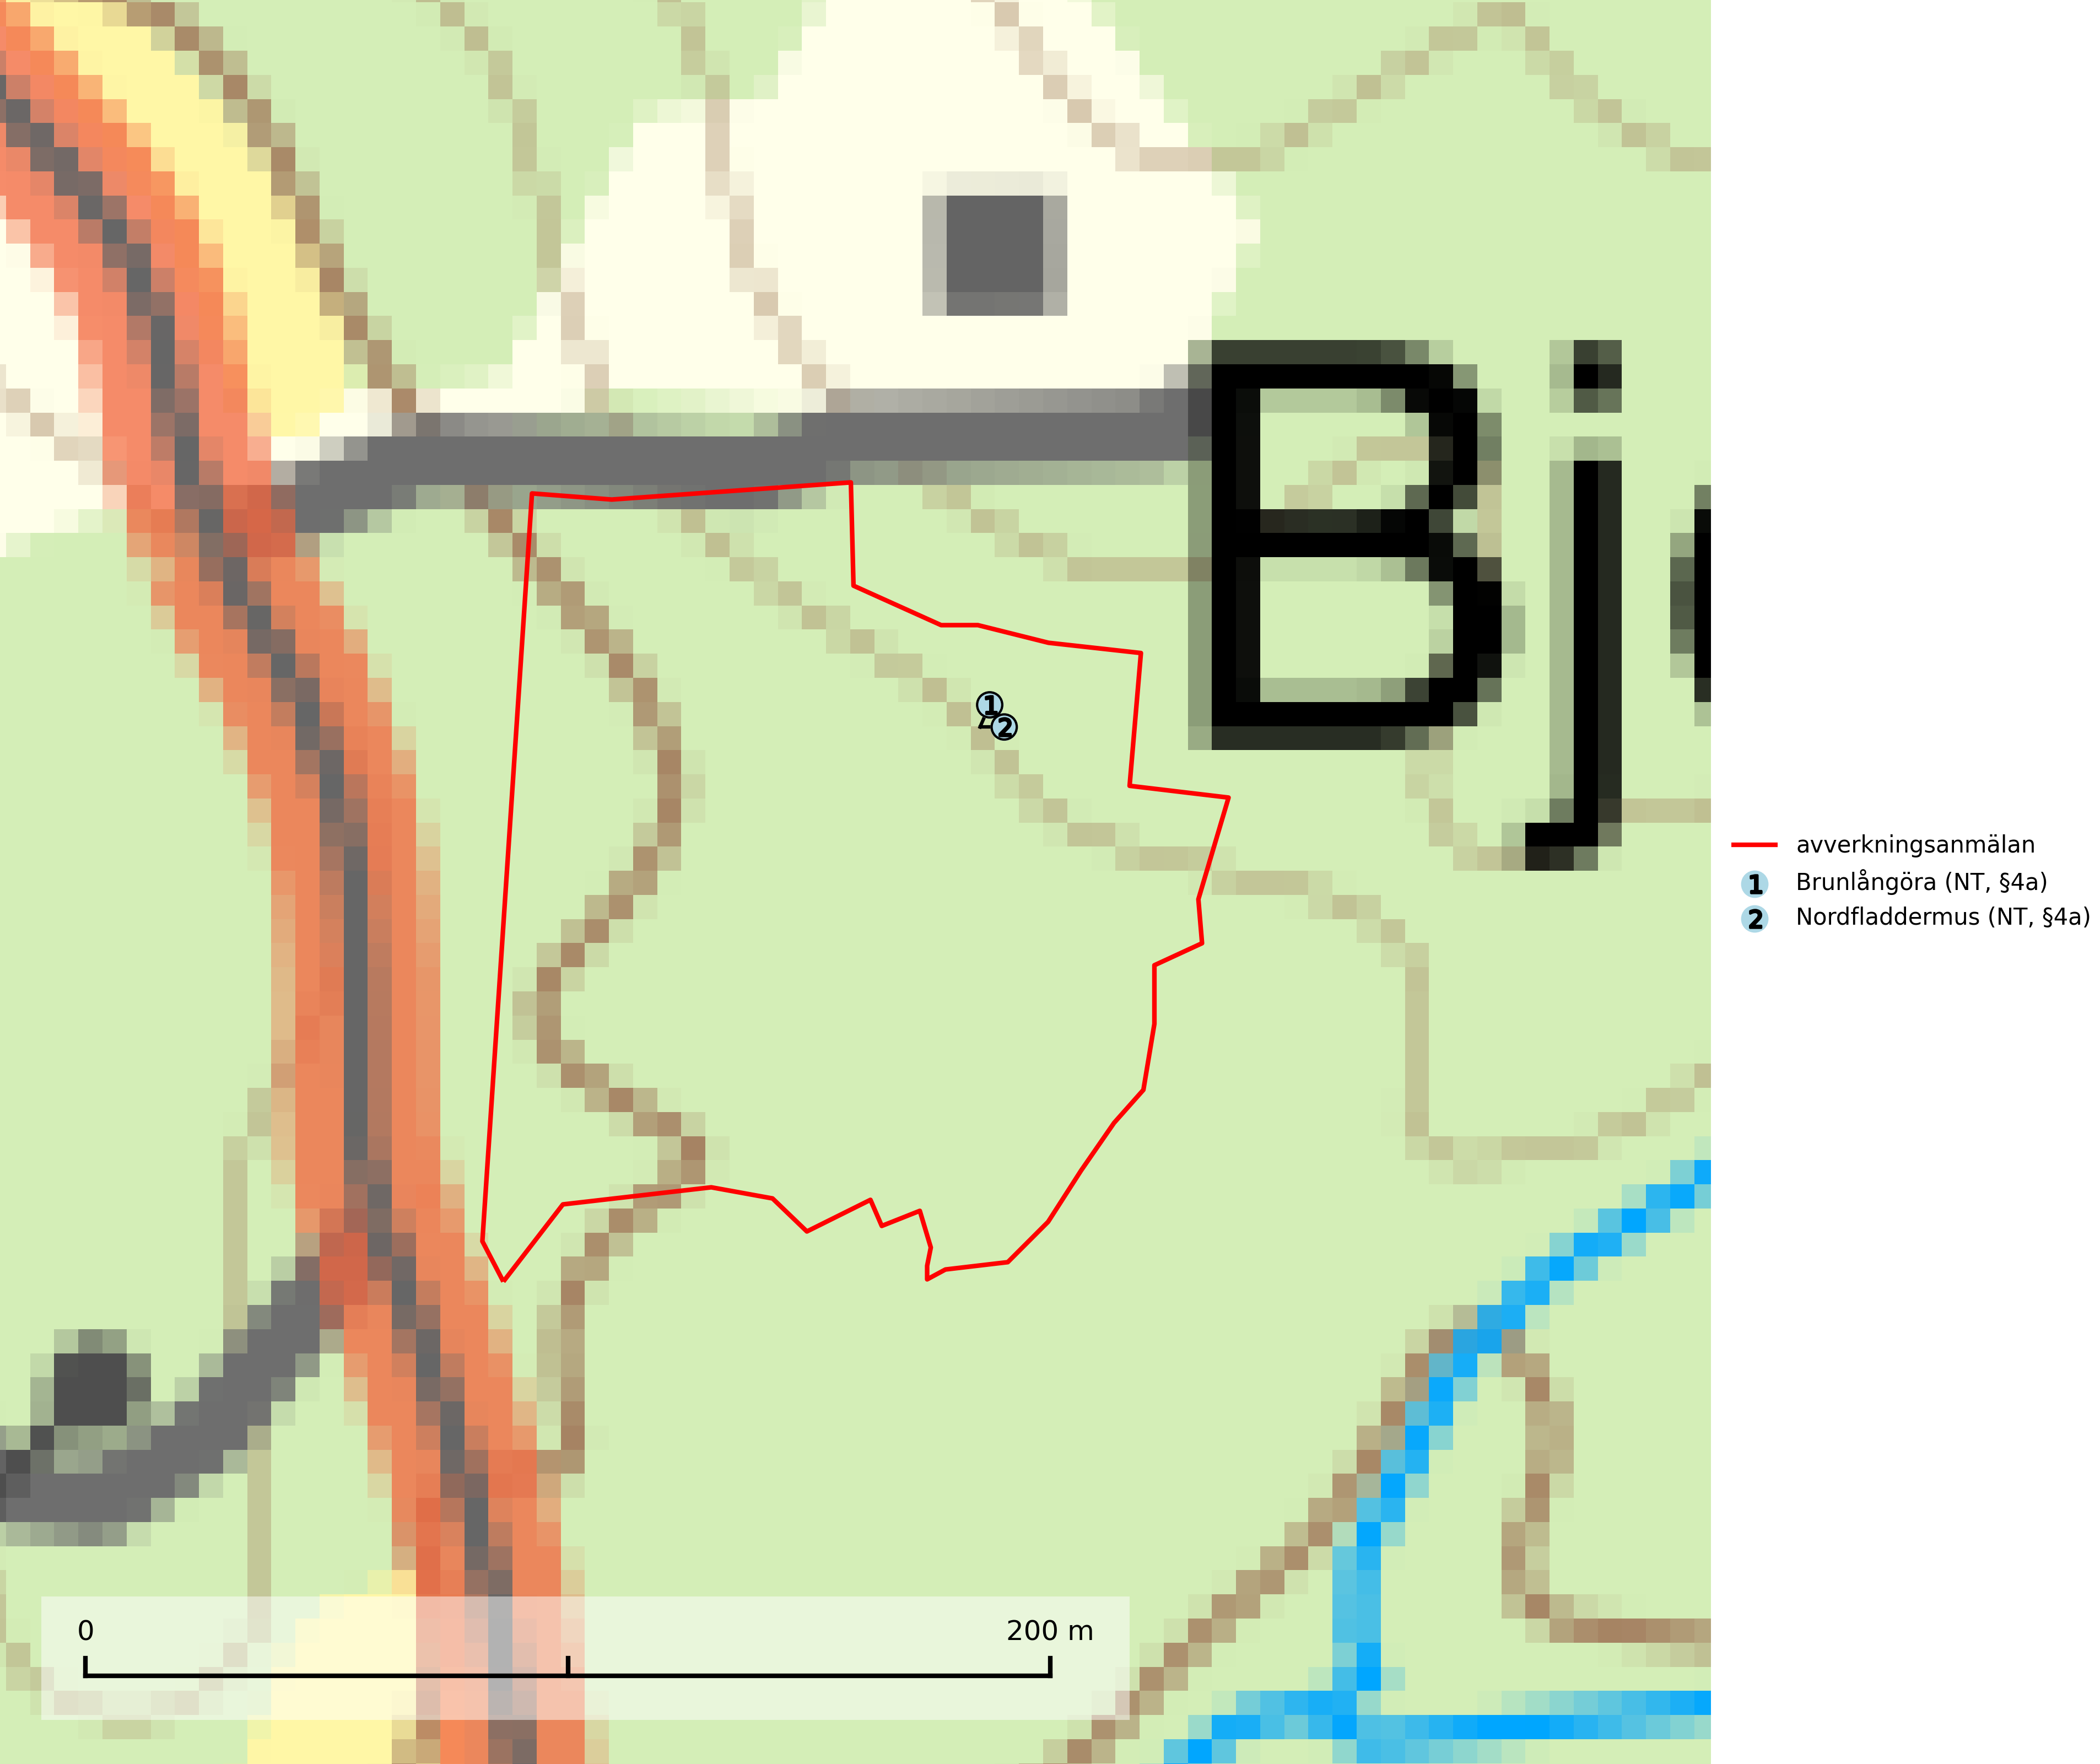 Bj
1
2
avverkningsanmälan
1 Brunlångöra (NT, §4a)
2 Nordfladdermus (NT, §4a)
0 200 m